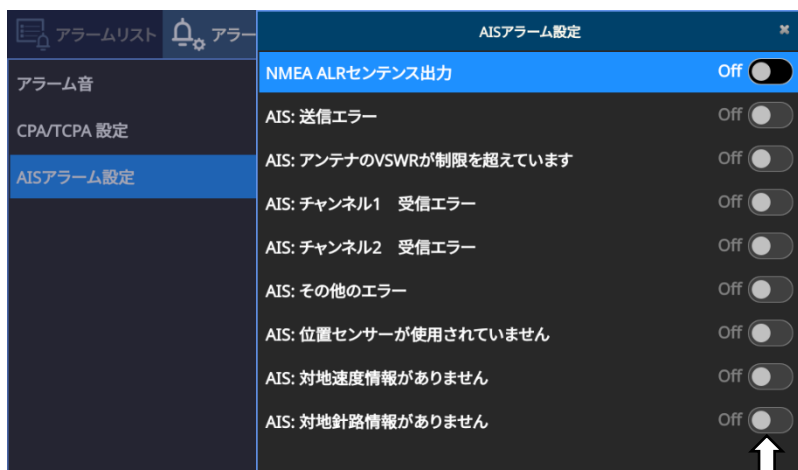 アラームリスト
アラー
AISアラーム設定
アラーム音
CPA/TCPA 設定
AISアラーム設定
NMEA ALRセンテンス出力 Off
AIS: 送信エラー Off
AIS: アンテナのVSWRが制限を超えています Off
AIS: チャンネル1　受信エラー Off
AIS: チャンネル2　受信エラー Off
AIS: その他のエラー Off
AIS: 位置センサーが使用されていません Off
AIS: 対地速度情報がありません Off
AIS: 対地針路情報がありません Off